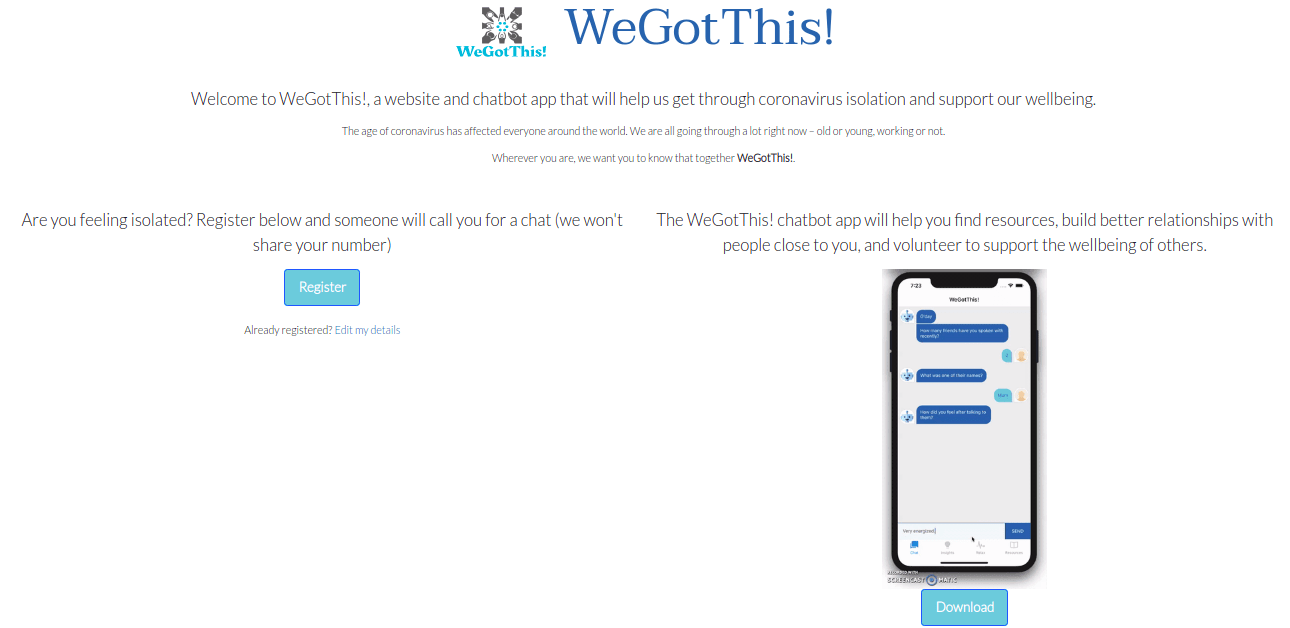 WeGotThis!
WeGotThis!
Welcome to WeGotThis!, a website and chatbot app that will help us get through coronavirus isolation and support our wellbeing.
The age of coronavirus has affected everyone around the world. We are all going through a lot right now – old or young, working or not.
Wherever you are, we want you to know that together WeGotThis!.
Are you feeling isolated? Register below and someone will call you for a chat (we won't
share your number)
Register
Already registered? Edit my details
The WeGotThis! chatbot app will help you find resources, build better relationships with
people close to you, and volunteer to support the wellbeing of others.
7:23
WeGotThis!
How many friends have you spoken with
recently?
What was one of their names?
Mum
How did you feel after talking to
Mum?
Very energized
SEND
Chat
Insights
Resources
RECORDED WITH
SCREENCAST MATIC
Download